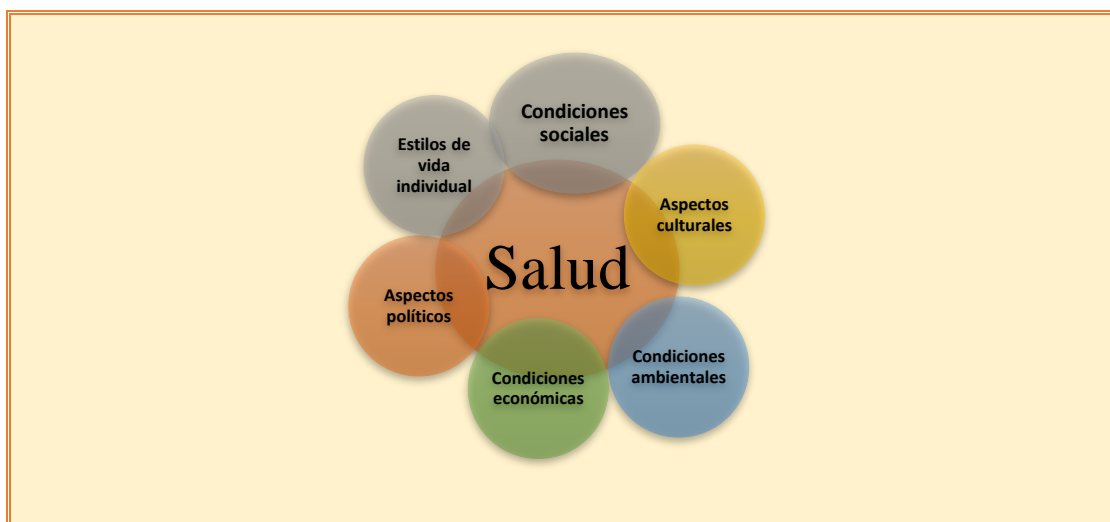 Condiciones
sociales
Estilos de
vida
individual
Aspectos
culturales
Salud
Aspectos
políticos
Condiciones
ambientales
Condiciones
económicas